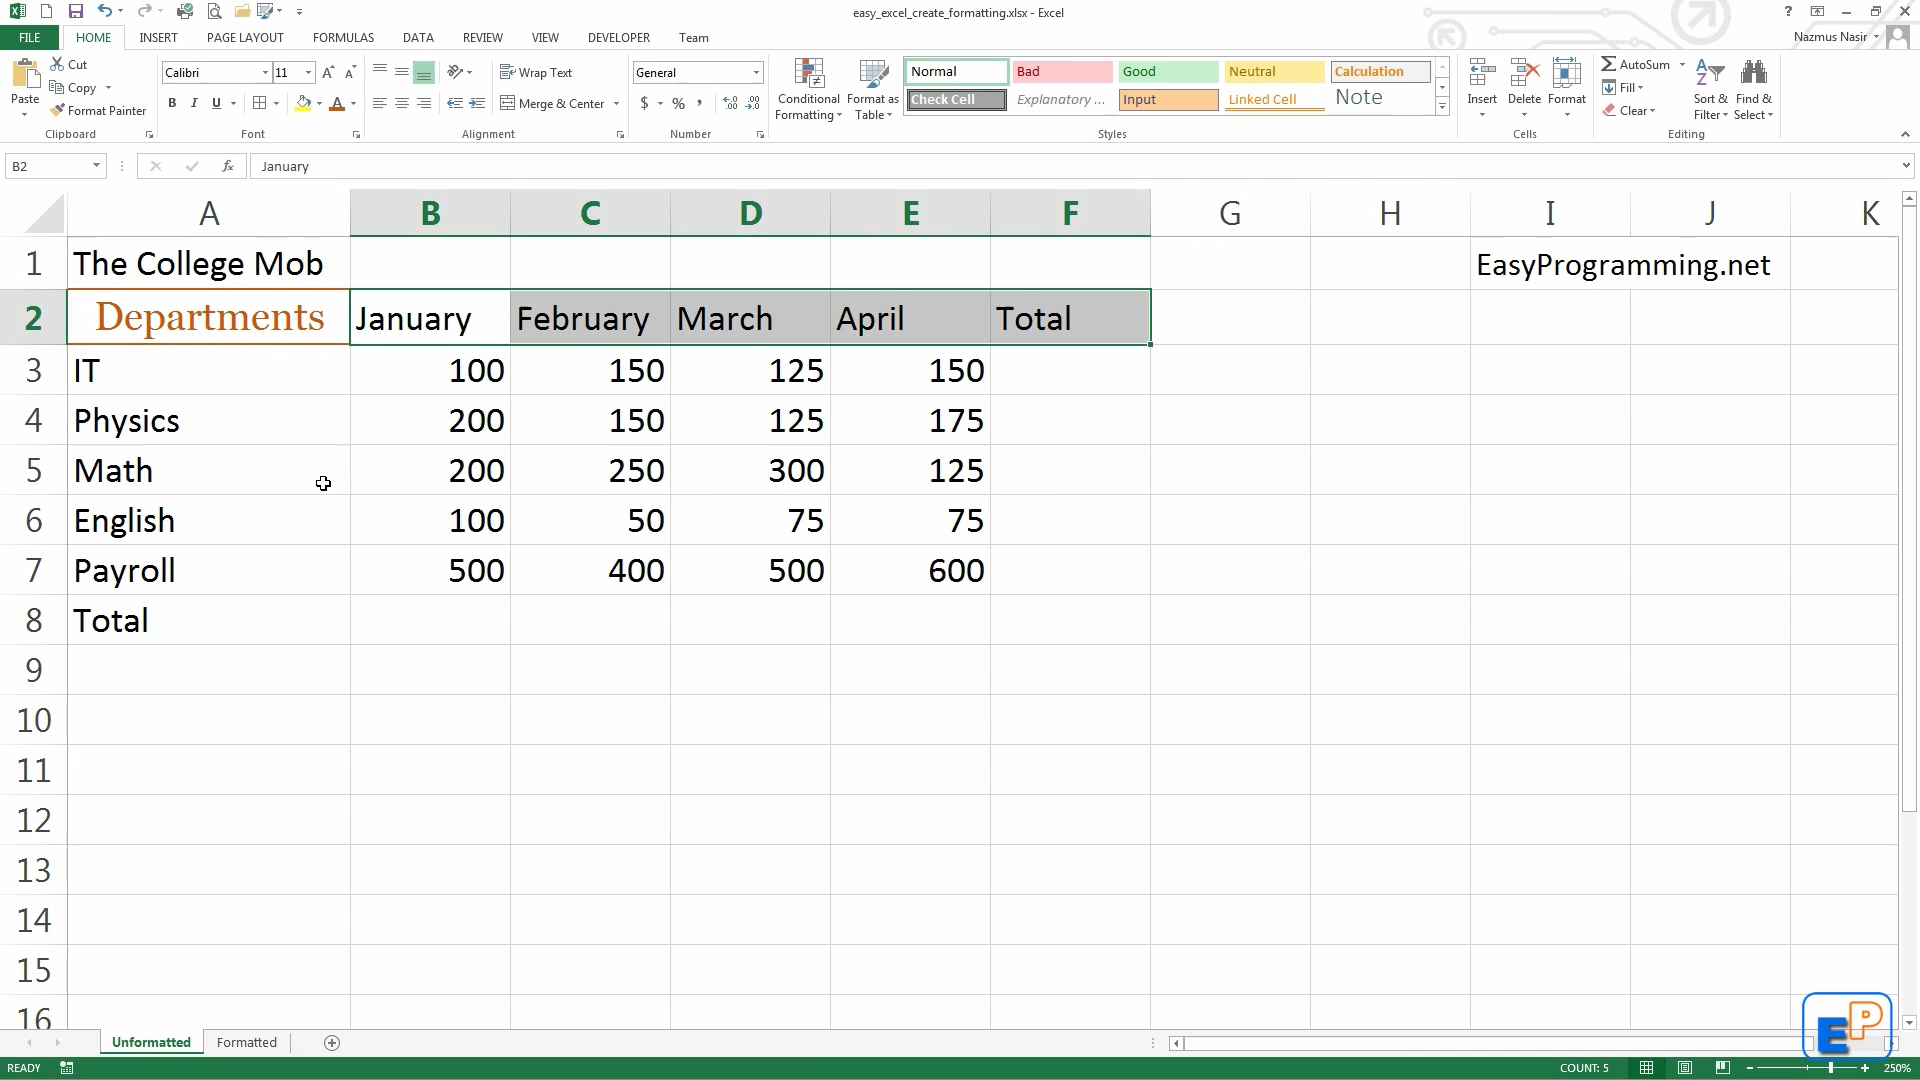 easy_excel_create_formatting.xlsx - Excel
?
FILE HOME INSERT PAGE LAYOUT FORMULAS DATA REVIEW VIEW DEVELOPER Team Nazmus Nasir
Paste
Cut
Copy
Format Painter
Calibri 11
B I U
Wrap Text
Merge & Center
General
$ % ,
Conditional Formatting
Format as Table
Normal Bad Good Neutral Calculation
Check Cell Explanatory ... Input Linked Cell Note
Insert Delete Format
AutoSum
Fill
Clear
Sort & Filter
Find & Select
Clipboard Font Alignment Number Styles Cells Editing
B2 fx January
A B C D E F G H I J K
1 The College Mob EasyProgramming.net
2 Departments January February March April Total
3 IT 100 150 125 150
4 Physics 200 150 125 175
5 Math 200 250 300 125
6 English 100 50 75 75
7 Payroll 500 400 500 600
8 Total
9
10
11
12
13
14
15
16
Unformatted Formatted
EP
READY COUNT: 5 250%